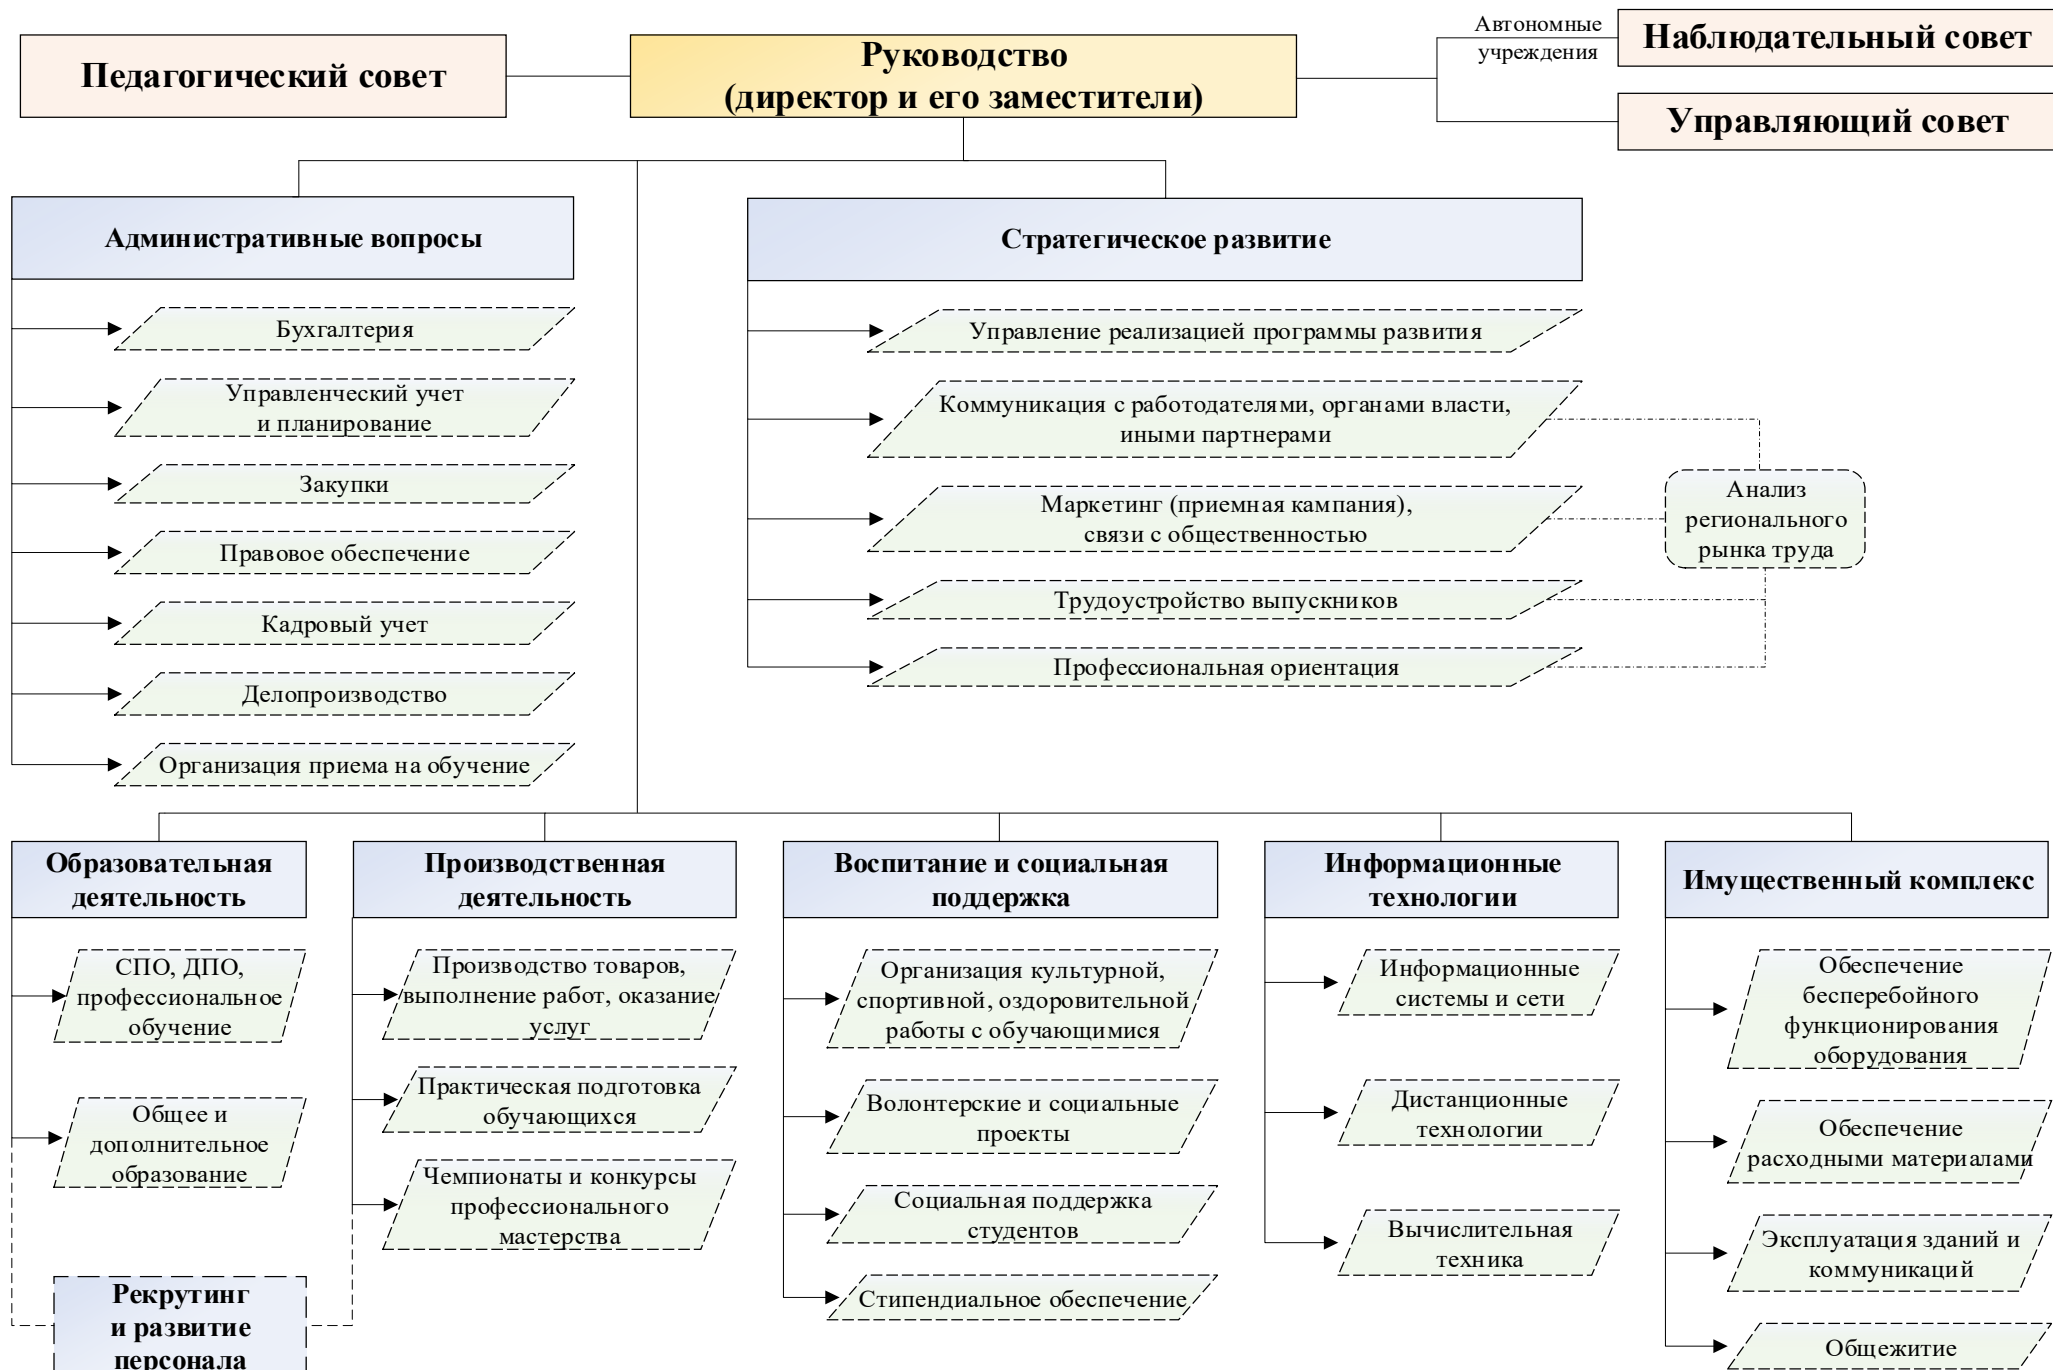 Педагогический совет
Руководство
(директор и его заместители)
Автономные
учреждения
Наблюдательный совет
Управляющий совет
Административные вопросы
Бухгалтерия
Управленческий учет
и планирование
Закупки
Правовое обеспечение
Кадровый учет
Делопроизводство
Организация приема на обучение
Стратегическое развитие
Управление реализацией программы развития
Коммуникация с работодателями, органами власти,
иными партнерами
Маркетинг (приемная кампания),
связи с общественностью
Трудоустройство выпускников
Профессиональная ориентация
Анализ
регионального
рынка труда
Образовательная
деятельность
СПО, ДПО,
профессиональное
обучение
Общее и
дополнительное
образование
Рекрутинг
и развитие
персонала
Производственная
деятельность
Производство товаров,
выполнение работ, оказание
услуг
Практическая подготовка
обучающихся
Чемпионаты и конкурсы
профессионального
мастерства
Воспитание и социальная
поддержка
Организация культурной,
спортивной, оздоровительной
работы с обучающимися
Волонтерские и социальные
проекты
Социальная поддержка
студентов
Стипендиальное обеспечение
Информационные
технологии
Информационные
системы и сети
Дистанционные
технологии
Вычислительная
техника
Имущественный комплекс
Обеспечение
бесперебойного
функционирования
оборудования
Обеспечение
расходными материалами
Эксплуатация зданий и
коммуникаций
Общежитие